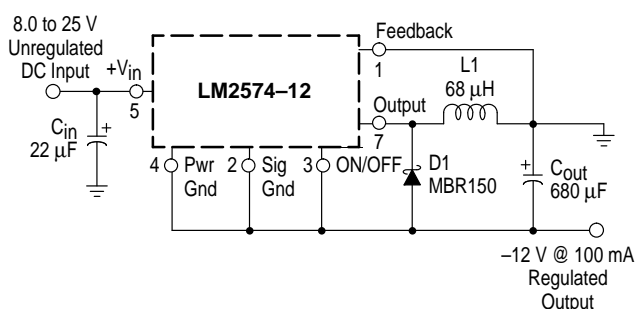 8.0 to 25 V
Unregulated
DC Input
+Vin
5
Cin
22 μF
LM2574–12
Feedback
1
Output
7
L1
68 μH
4 Pwr
Gnd
2 Sig
Gnd
3 ON/OFF
D1
MBR150
Cout
680 μF
–12 V @ 100 mA
Regulated
Output